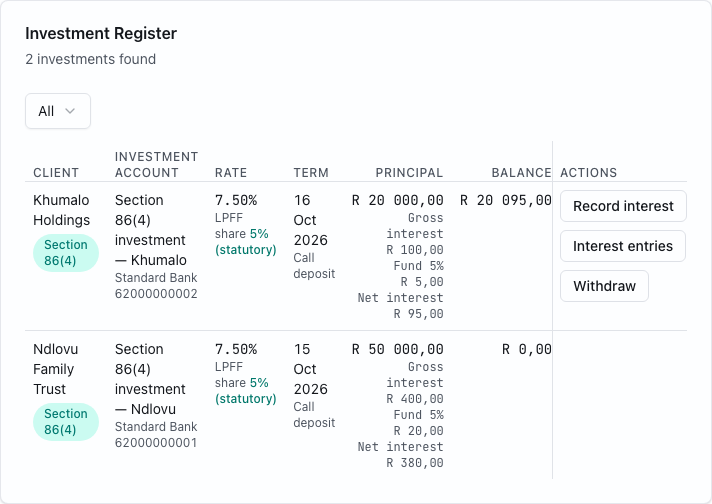 Investment Register
2 investments found
All
CLIENT
INVESTMENT
ACCOUNT
RATE
TERM
PRINCIPAL
BALANCE
ACTIONS
Khumalo
Holdings
Section
86(4)
Section
86(4)
investment
— Khumalo
Standard Bank
62000000002
7.50%
LPFF
share 5%
(statutory)
16
Oct
2026
Call
deposit
R 20 000,00
Gross
interest
R 100,00
Fund 5%
R 5,00
Net interest
R 95,00
R 20 095,00
Record interest
Interest entries
Withdraw
Ndlovu
Family
Trust
Section
86(4)
Section
86(4)
investment
— Ndlovu
Standard Bank
62000000001
7.50%
LPFF
share 5%
(statutory)
15
Oct
2026
Call
deposit
R 50 000,00
Gross
interest
R 400,00
Fund 5%
R 20,00
Net interest
R 380,00
R 0,00